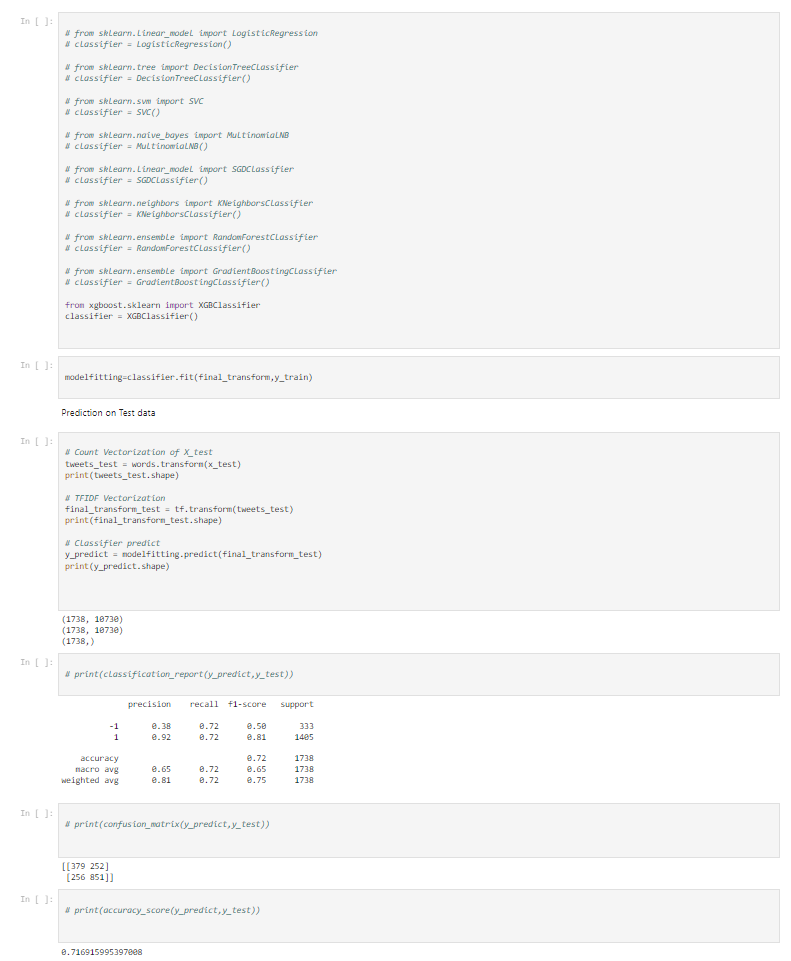 In [ ]:
# from sklearn.linear_model import LogisticRegression
# classifier = LogisticRegression()
# from sklearn.tree import DecisionTreeClassifier
# classifier = DecisionTreeClassifier()
# from sklearn.svm import SVC
# classifier = SVC()
# from sklearn.naive_bayes import MultinomialNB
# classifier = MultinomialNB()
# from sklearn.linear_model import SGDClassifier
# classifier = SGDClassifier()
# from sklearn.neighbors import KNeighborsClassifier
# classifier = KNeighborsClassifier()
# from sklearn.ensemble import RandomForestClassifier
# classifier = RandomForestClassifier()
# from sklearn.ensemble import GradientBoostingClassifier
# classifier = GradientBoostingClassifier()
from xgboost.sklearn import XGBClassifier
classifier = XGBClassifier()
In [ ]:
modelfitting=classifier.fit(final_transform,y_train)
Prediction on Test data
In [ ]:
# Count Vectorization of X_test
tweets_test = words.transform(x_test)
print(tweets_test.shape)
# TFIDF Vectorization
final_transform_test = tf.transform(tweets_test)
print(final_transform_test.shape)
# Classifier predict
y_predict = modelfitting.predict(final_transform_test)
print(y_predict.shape)
(1738, 10730)
(1738, 10730)
(1738,)
In [ ]:
# print(classification_report(y_predict,y_test))
precision recall f1-score support
-1 0.38 0.72 0.50 333
1 0.92 0.72 0.81 1405
accuracy 0.72 1738
macro avg 0.65 0.72 0.65 1738
weighted avg 0.81 0.72 0.75 1738
In [ ]:
# print(confusion_matrix(y_predict,y_test))
[[379 252]
[256 851]]
In [ ]:
# print(accuracy_score(y_predict,y_test))
0.716915995397008